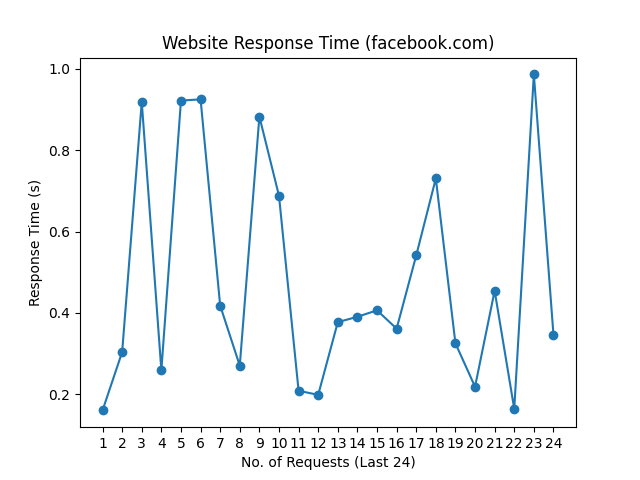 Website Response Time (facebook.com)
Response Time (s)
1.0
0.8
0.6
0.4
0.2
1 2 3 4 5 6 7 8 9 10 11 12 13 14 15 16 17 18 19 20 21 22 23 24
No. of Requests (Last 24)